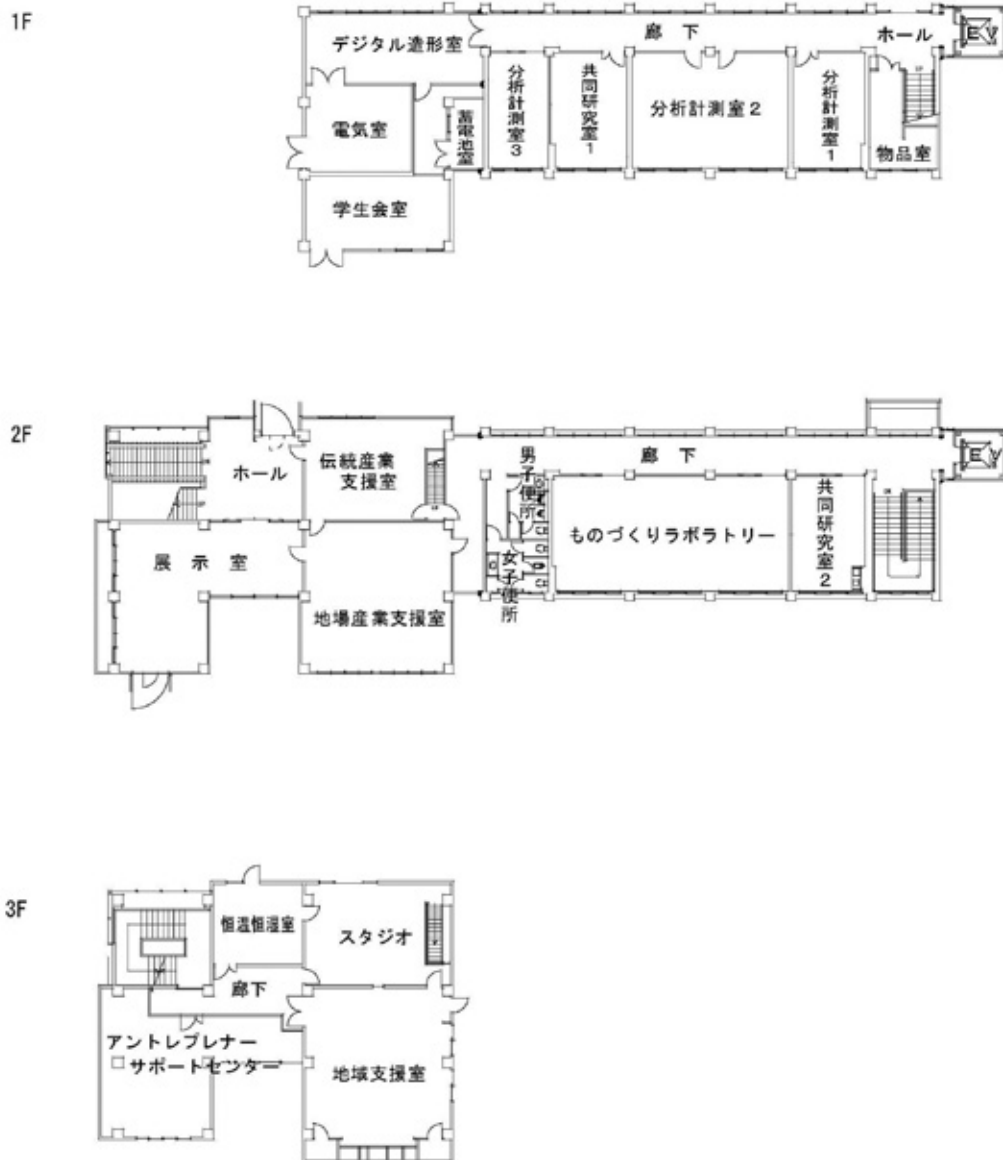 1F
デジタル造形室
廊下
ホール
EV
電気室
蓄電池室
分析計測室3
共同研究室1
分析計測室2
分析計測室1
物品室
学生会室
2F
ホール
伝統産業
支援室
男子便所
廊下
EV
展示室
地場産業支援室
女子便所
ものづくりラボラトリー
共同研究室2
3F
恒温恒湿室
スタジオ
廊下
アントレプレナー
サポートセンター
地域支援室